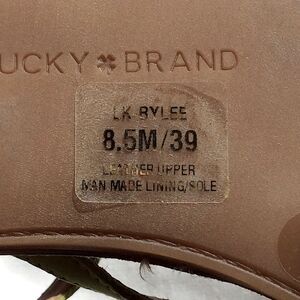 UCKY BRAND
LK-RYLEE
8.5M/39
LEATHER UPPER
MAN MADE LINING/SOLE